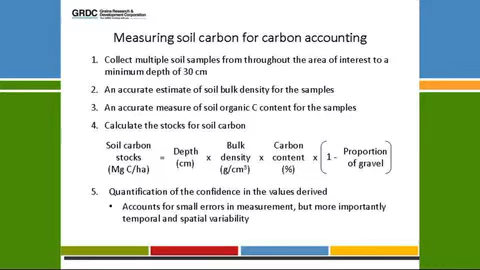 GRDC
Grains Research &
Development Corporation
Measuring soil carbon for carbon accounting
1. Collect multiple soil samples from throughout the area of interest to a
minimum depth of 30 cm
2. An accurate estimate of soil bulk density for the samples
3. An accurate measure of soil organic C content for the samples
4. Calculate the stocks for soil carbon
Soil carbon stocks (Mg C/ha) = Depth (cm) x Bulk density (g/cm³) x Carbon content (%) x (1 - Proportion of gravel)
5. Quantification of the confidence in the values derived
• Accounts for small errors in measurement, but more importantly
temporal and spatial variability